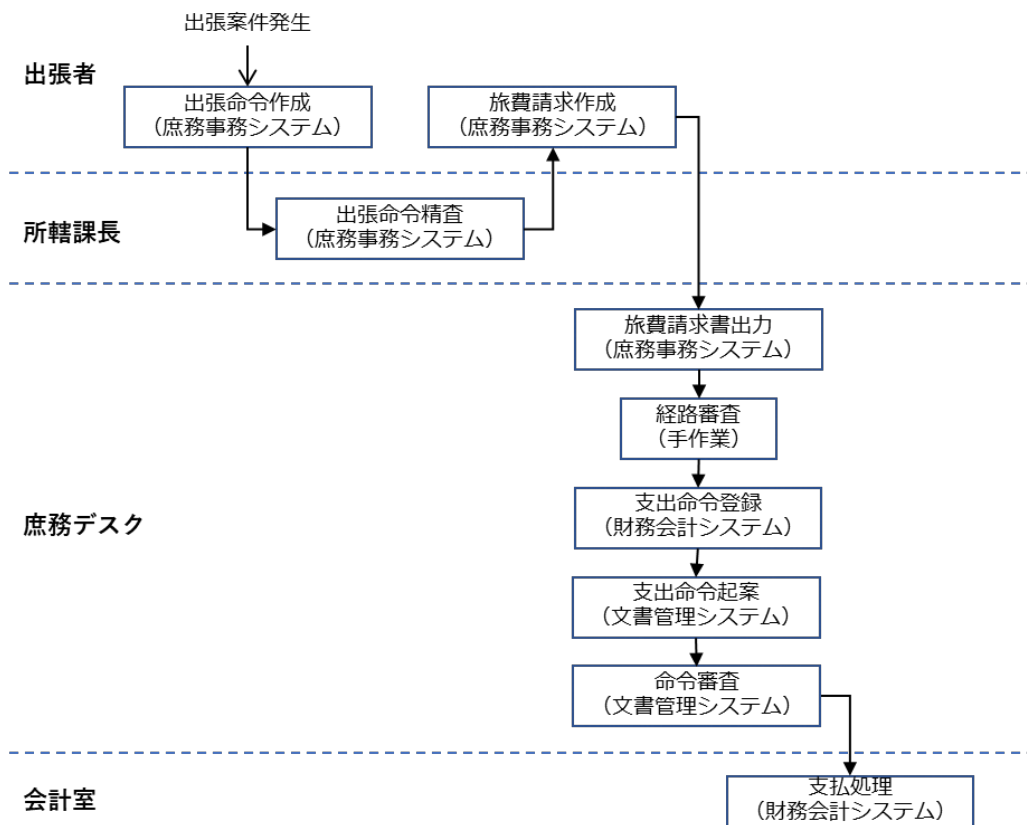 出張案件発生
出張者
出張命令作成
（庶務事務システム）
旅費請求作成
（庶務事務システム）
所轄課長
出張命令精査
（庶務事務システム）
旅費請求書出力
（庶務事務システム）
経路審査
（手作業）
庶務デスク
支出命令登録
（財務会計システム）
支出命令起案
（文書管理システム）
命令審査
（文書管理システム）
会計室
支払処理
（財務会計システム）